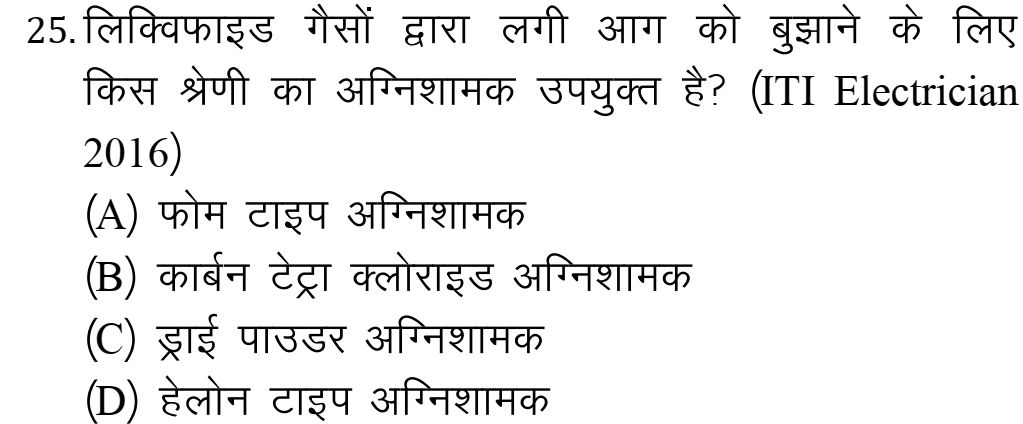 25. लिक्विफाइड गैसों द्वारा लगी आग को बुझाने के लिए
किस श्रेणी का अग्निशामक उपयुक्त है? (ITI Electrician
2016)
(A) फोम टाइप अग्निशामक
(B) कार्बन टेट्रा क्लोराइड अग्निशामक
(C) ड्राई पाउडर अग्निशामक
(D) हेलोन टाइप अग्निशामक